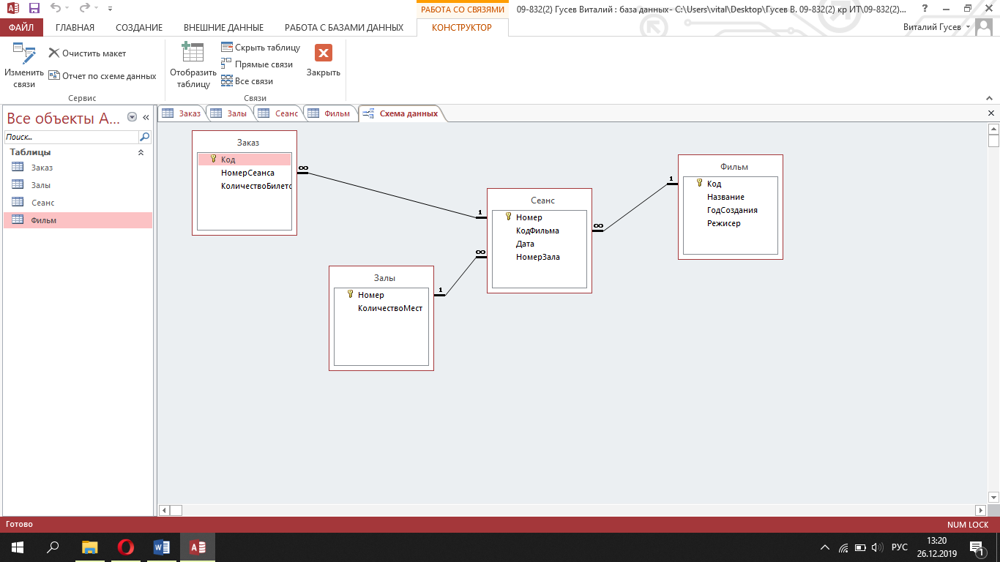 РАБОТА СО СВЯЗЯМИ
09-832(2) Гусев Виталий : база данных- C:\Users\vital\Desktop\Гусев В. 09-832(2) кр ИТ\09-832(2)...
?
ФАЙЛ ГЛАВНАЯ СОЗДАНИЕ ВНЕШНИЕ ДАННЫЕ РАБОТА С БАЗАМИ ДАННЫХ КОНСТРУКТОР
Виталий Гусев
Изменить связи
Очистить макет
Отчет по схеме данных
Сервис
Отобразить таблицу
Скрыть таблицу
Прямые связи
Все связи
Закрыть
Связи
Все объекты A...
Поиск...
Таблицы
Заказ
Залы
Сеанс
Фильм
Заказ Залы Сеанс Фильм Схема данных
Заказ
Код
НомерСеанса
КоличествоБилето
∞
1
Залы
Номер
КоличествоМест
1
∞
Сеанс
Номер
КодФильма
Дата
НомерЗала
∞
1
Фильм
Код
Название
ГодСоздания
Режисер
Готово
NUM LOCK
РУС
13:20
26.12.2019
1